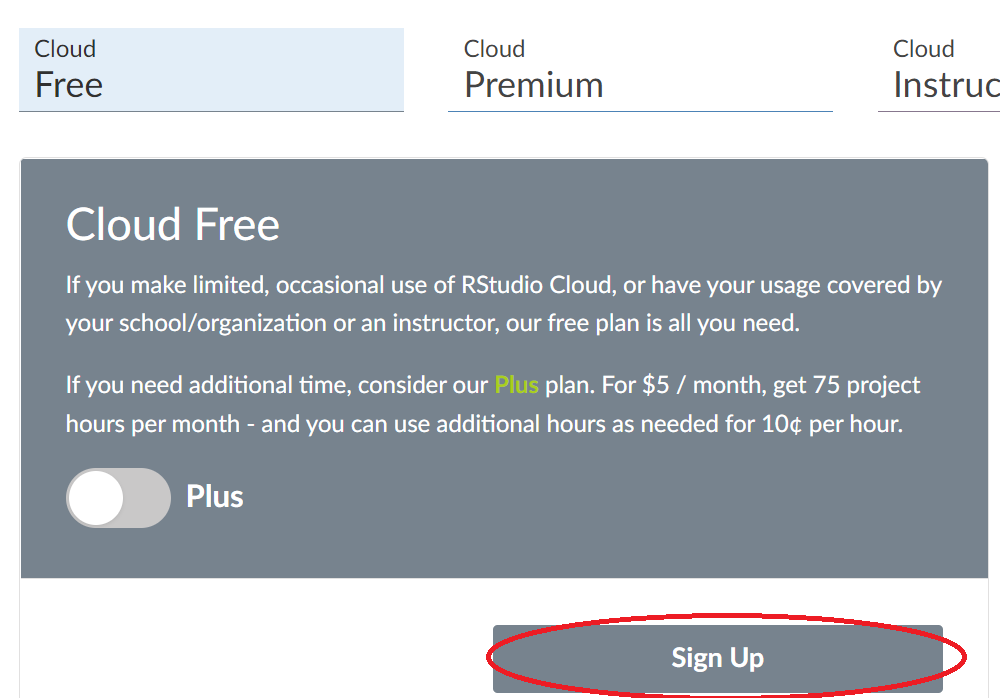 Cloud
Free
Cloud
Premium
Cloud
Instruc
Cloud Free
If you make limited, occasional use of RStudio Cloud, or have your usage covered by
your school/organization or an instructor, our free plan is all you need.
If you need additional time, consider our Plus plan. For $5 / month, get 75 project
hours per month - and you can use additional hours as needed for 10¢ per hour.
Plus
Sign Up